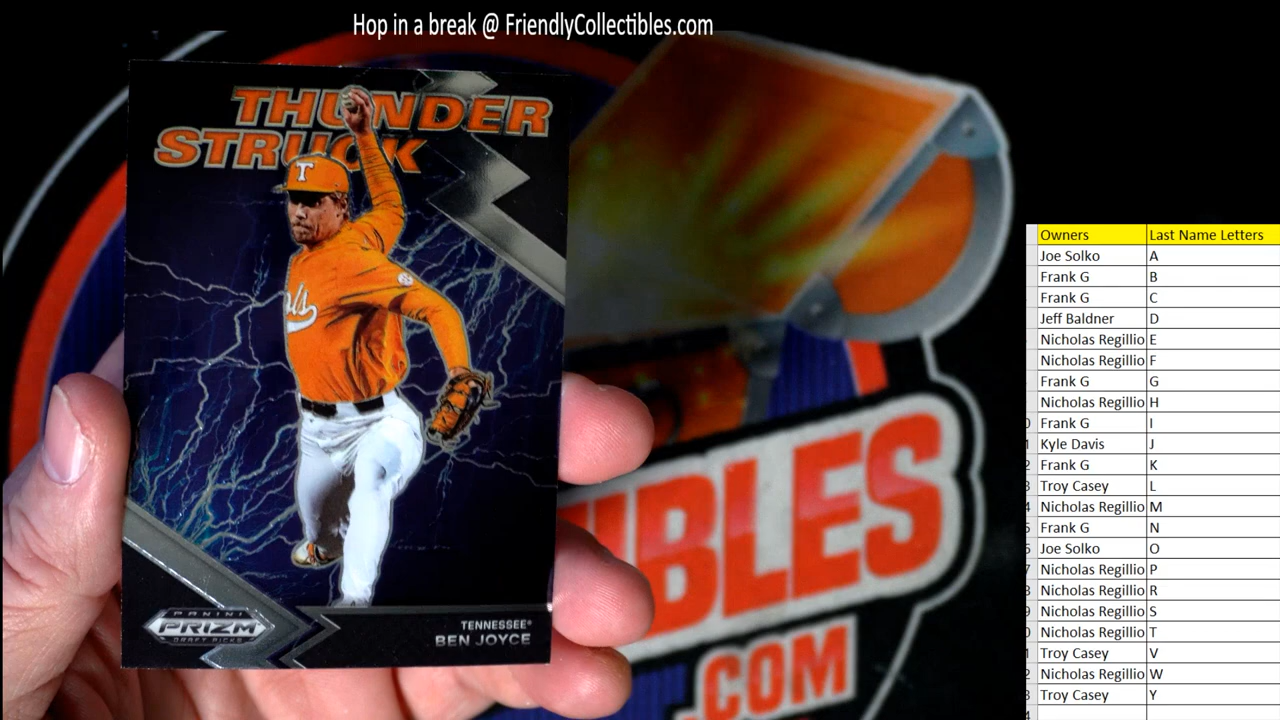 Hop in a break @ FriendlyCollectibles.com
THUNDER
STRUCK
T
PANINI
PRIZM
DRAFT PICKS
TENNESSEE®
BEN JOYCE
IBLES
.COM
Owners Last Name Letters
Joe Solko A
Frank G B
Frank G C
Jeff Baldner D
Nicholas Regillio E
Nicholas Regillio F
Frank G G
Nicholas Regillio H
Frank G I
Kyle Davis J
Frank G K
Troy Casey L
Nicholas Regillio M
Frank G N
Joe Solko O
Nicholas Regillio P
Nicholas Regillio R
Nicholas Regillio S
Nicholas Regillio T
Troy Casey V
Nicholas Regillio W
Troy Casey Y